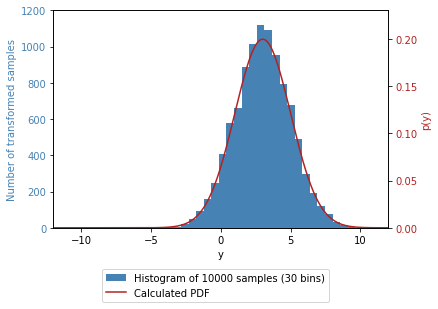 1200
1000
800
600
400
200
0
Number of transformed samples
0.20
0.15
0.10
0.05
0.00
p(y)
−10 −5 0 5 10
y
Histogram of 10000 samples (30 bins)
Calculated PDF